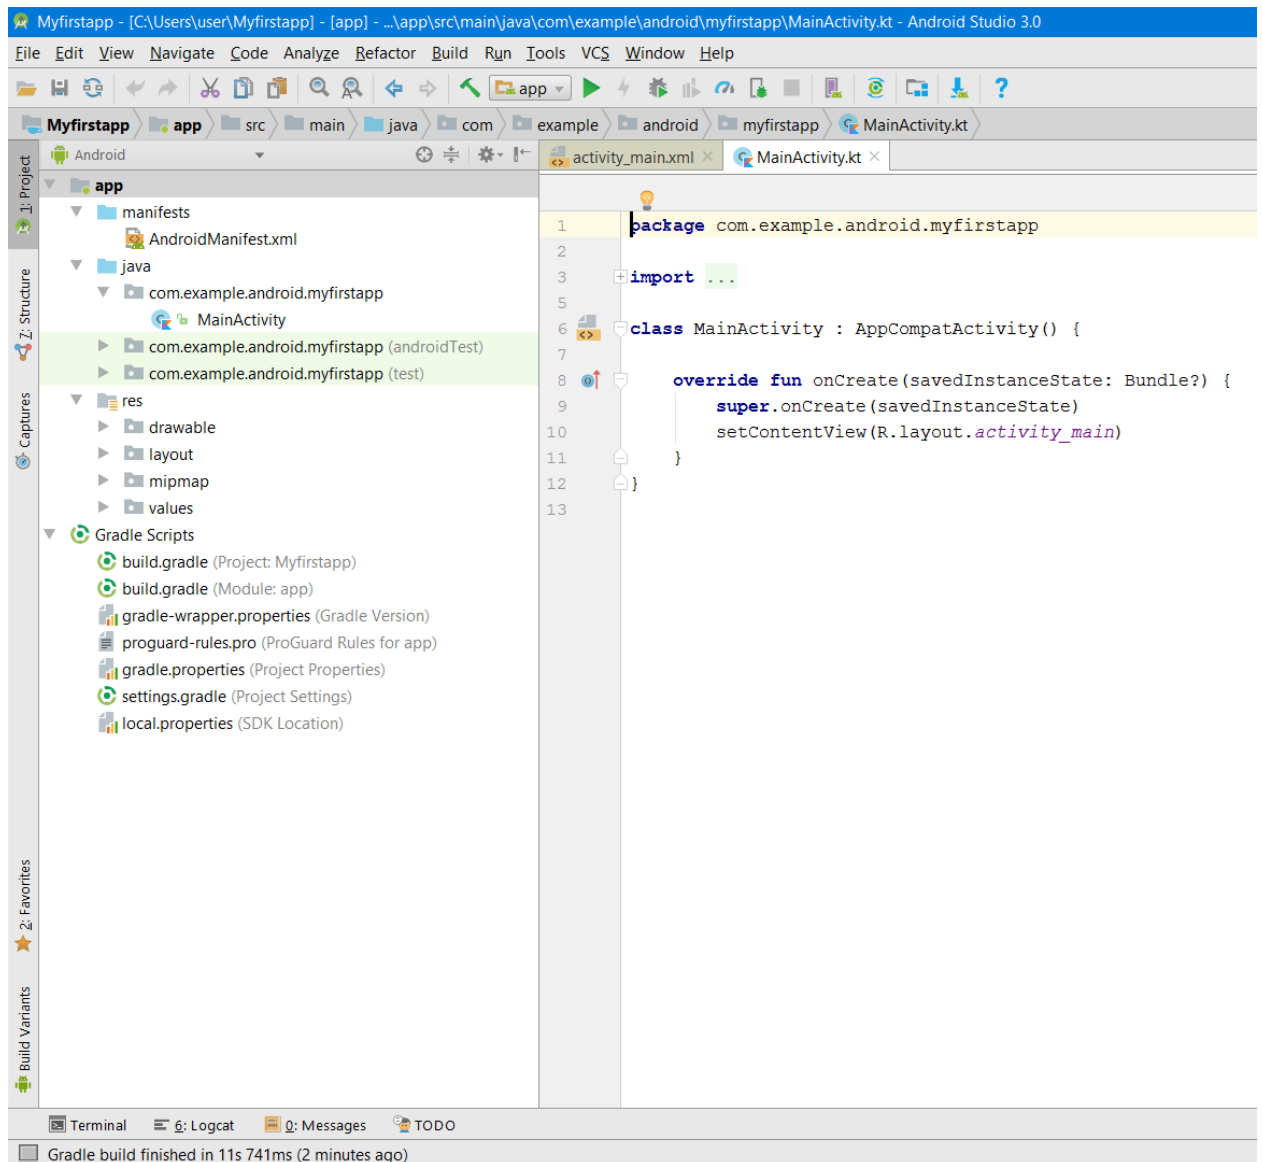 Myfirstapp - [C:\Users\user\Myfirstapp] - [app] - ...\app\src\main\java\com\example\android\myfirstapp\MainActivity.kt - Android Studio 3.0
File Edit View Navigate Code Analyze Refactor Build Run Tools VCS Window Help
app
Myfirstapp app src main java com example android myfirstapp MainActivity.kt
Android
activity_main.xml MainActivity.kt
1: Project
Z: Structure
Captures
2: Favorites
Build Variants
app
manifests
AndroidManifest.xml
java
com.example.android.myfirstapp
MainActivity
com.example.android.myfirstapp (androidTest)
com.example.android.myfirstapp (test)
res
drawable
layout
mipmap
values
Gradle Scripts
build.gradle (Project: Myfirstapp)
build.gradle (Module: app)
gradle-wrapper.properties (Gradle Version)
proguard-rules.pro (ProGuard Rules for app)
gradle.properties (Project Properties)
settings.gradle (Project Settings)
local.properties (SDK Location)
1 package com.example.android.myfirstapp
2
3 import ...
5
6 class MainActivity : AppCompatActivity() {
7
8 override fun onCreate(savedInstanceState: Bundle?) {
9 super.onCreate(savedInstanceState)
10 setContentView(R.layout.activity_main)
11 }
12 }
13
Terminal 6: Logcat 0: Messages TODO
Gradle build finished in 11s 741ms (2 minutes ago)